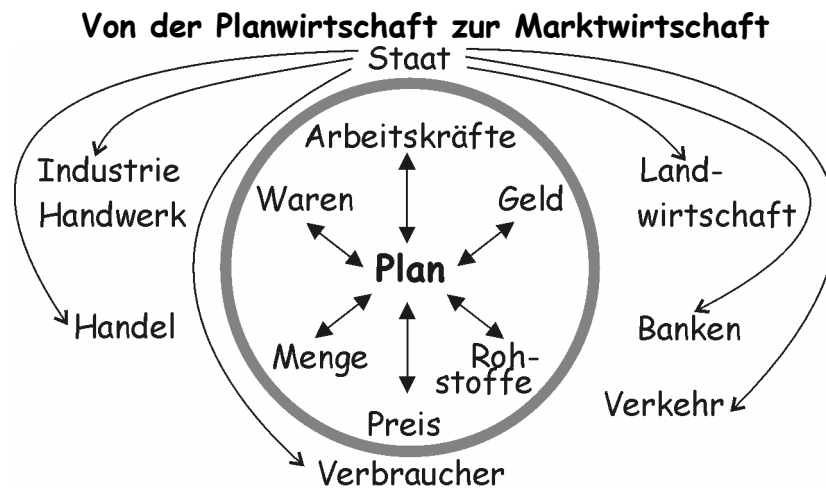 Von der Planwirtschaft zur Marktwirtschaft
Staat
Arbeitskräfte
Industrie
Handwerk
Waren
Geld
Land-
wirtschaft
Plan
Handel
Menge
Roh-
stoffe
Banken
Preis
Verkehr
Verbraucher